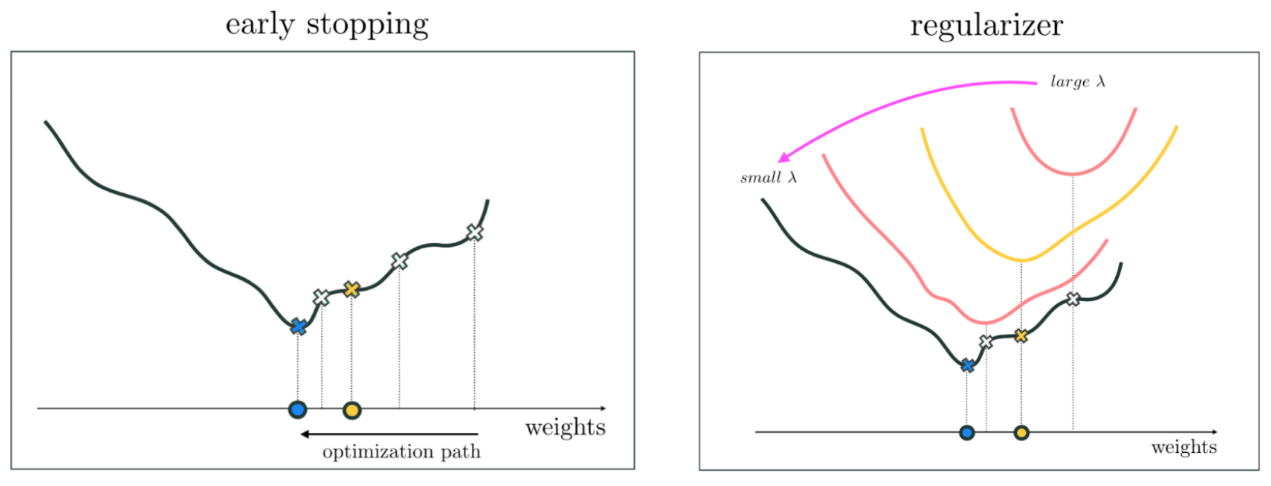 early stopping
weights
optimization path
regularizer
large λ
small λ
weights